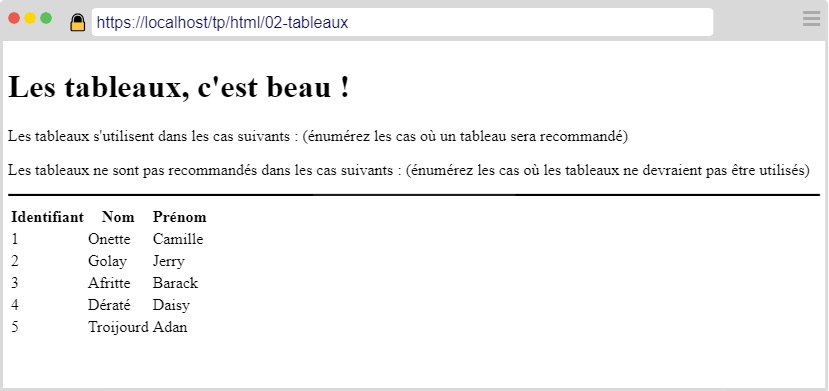 https://localhost/tp/html/02-tableaux
Les tableaux, c'est beau !
Les tableaux s'utilisent dans les cas suivants : (énumérez les cas où un tableau sera recommandé)
Les tableaux ne sont pas recommandés dans les cas suivants : (énumérez les cas où les tableaux ne devraient pas être utilisés)
Identifiant Nom Prénom
1 Onette Camille
2 Golay Jerry
3 Afritte Barack
4 Dératé Daisy
5 Troijourd Adan